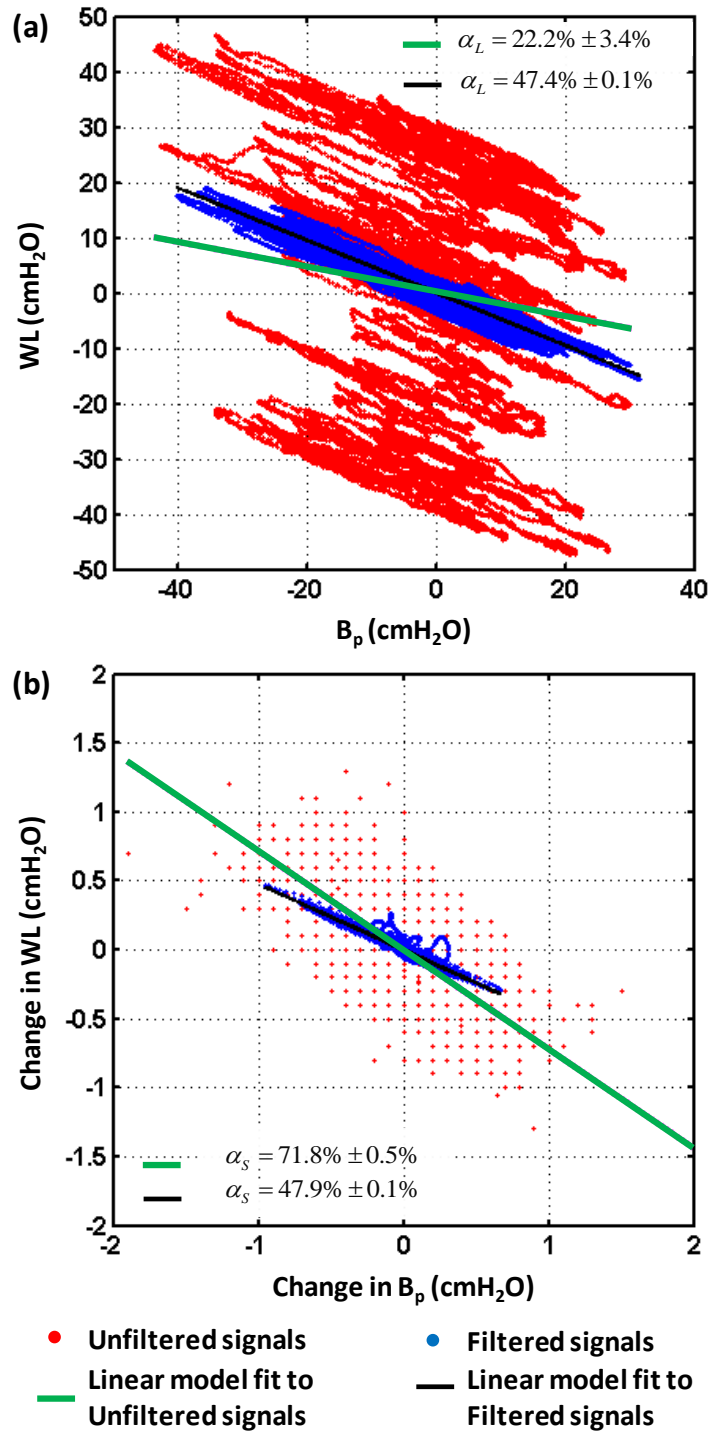 (a)
50
40
30
20
10
0
-10
-20
-30
-40
50
WL (cmH₂O)
α_L = 22.2% ± 3.4%
α_L = 47.4% ± 0.1%
-40
-20
0
20
40
B_p (cmH₂O)
(b)
2
1.5
1
0.5
0
-0.5
-1
-1.5
-2
Change in WL (cmH₂O)
α_S = 71.8% ± 0.5%
α_S = 47.9% ± 0.1%
-2
-1
0
1
2
Change in B_p (cmH₂O)
Unfiltered signals
Filtered signals
Linear model fit to
Unfiltered signals
Linear model fit to
Filtered signals